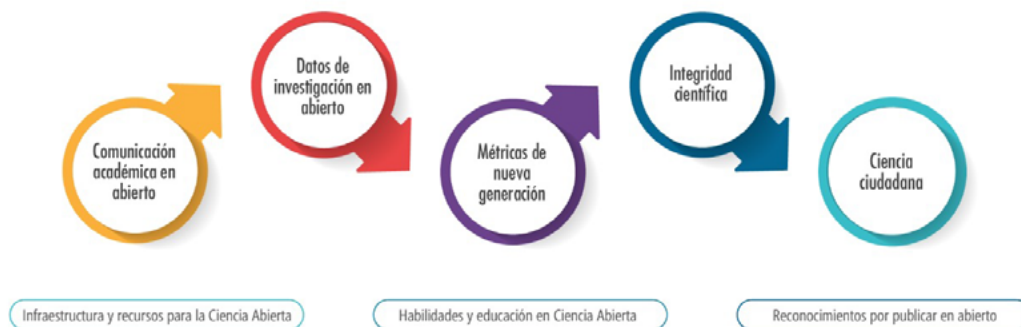 Comunicación
académica en
abierto
Datos de
investigación en
abierto
Métricas de
nueva
generación
Integridad
científica
Ciencia
ciudadana
Infraestructura y recursos para la Ciencia Abierta
Habilidades y educación en Ciencia Abierta
Reconocimientos por publicar en abierto